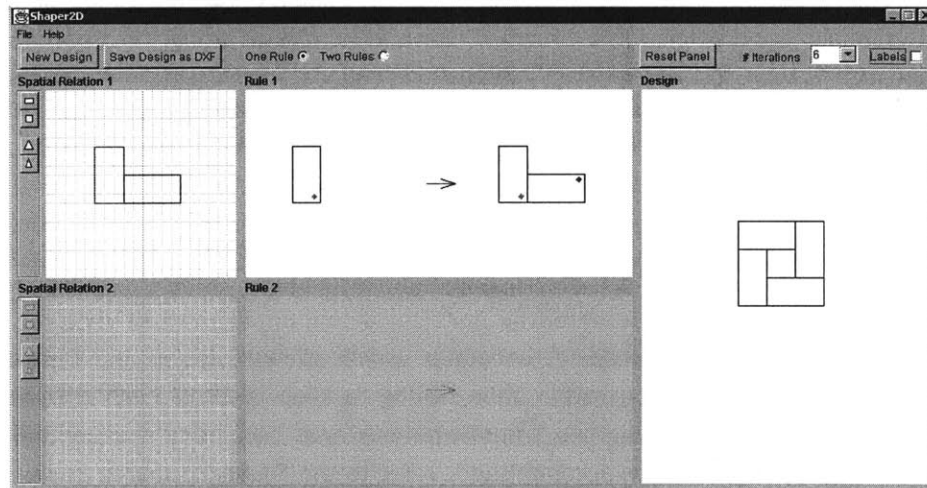 Shaper2D
File Help
New Design Save Design as DXF One Rule Two Rules Reset Panel # Iterations 6 Labels
Spatial Relation 1 Rule 1 Design
Spatial Relation 2 Rule 2